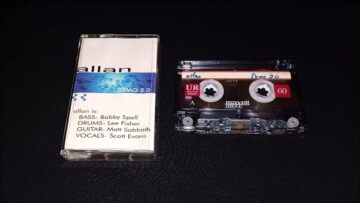 allan
DEMO 2.0
allan is:
BASS- Bobby Spell
DRUMS- Lee Fisher
GUITAR- Matt Sabbath
VOCALS- Scott Evans
allan
Demo 2.0
UR
60
A
maxell